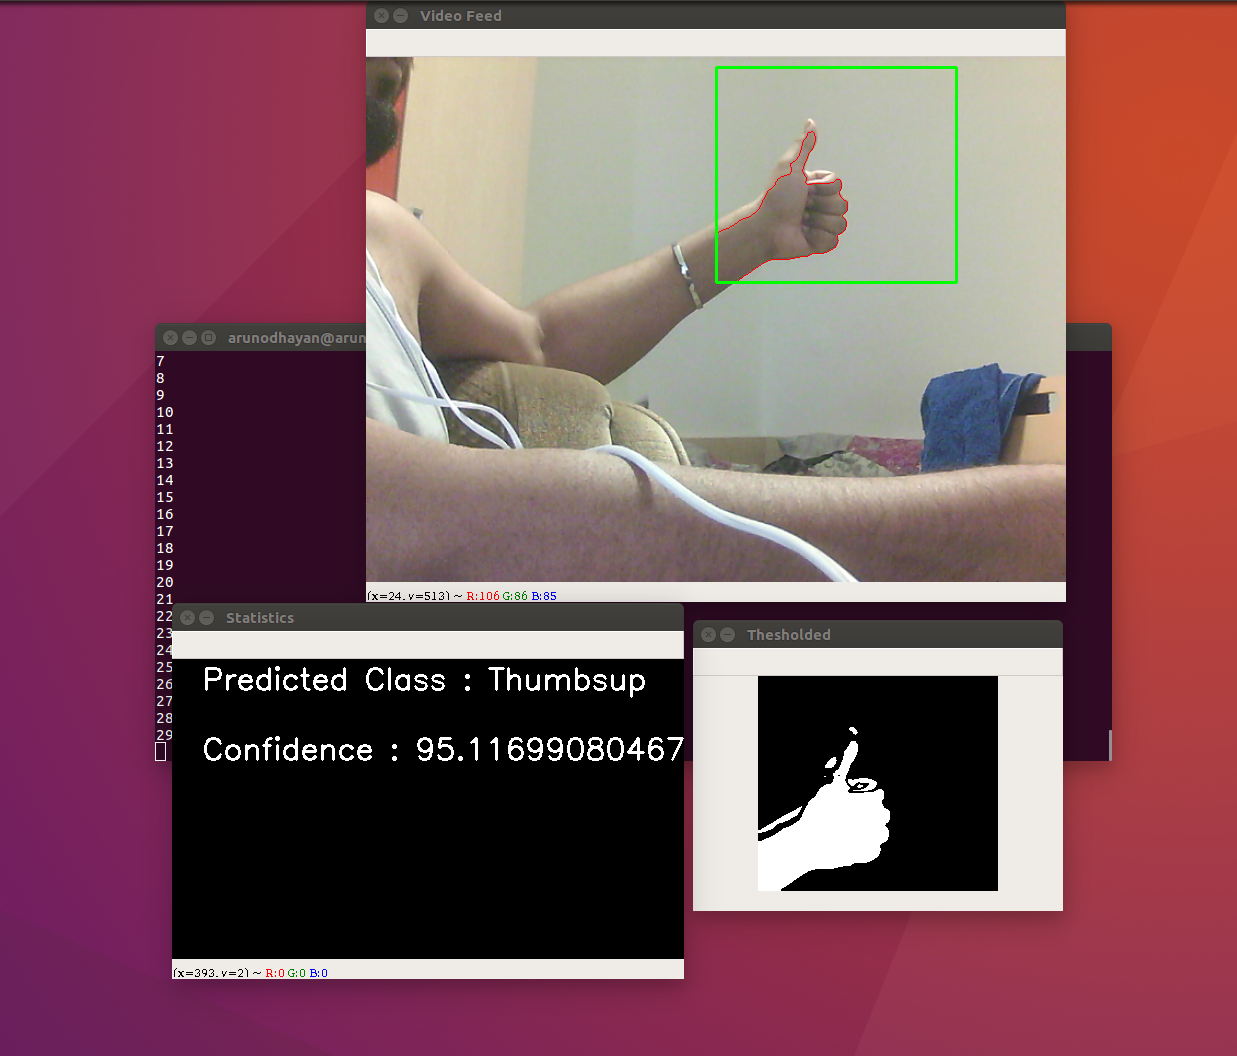 Video Feed
arunodhayan@arun
7
8
9
10
11
12
13
14
15
16
17
18
19
20
21
22
23
24
25
26
27
28
29
(x=24, y=513) ~ R:106 G:86 B:85
Statistics
Predicted Class : Thumbsup
Confidence : 95.11699080467
(x=393, y=2) ~ R:0 G:0 B:0
Thesholded